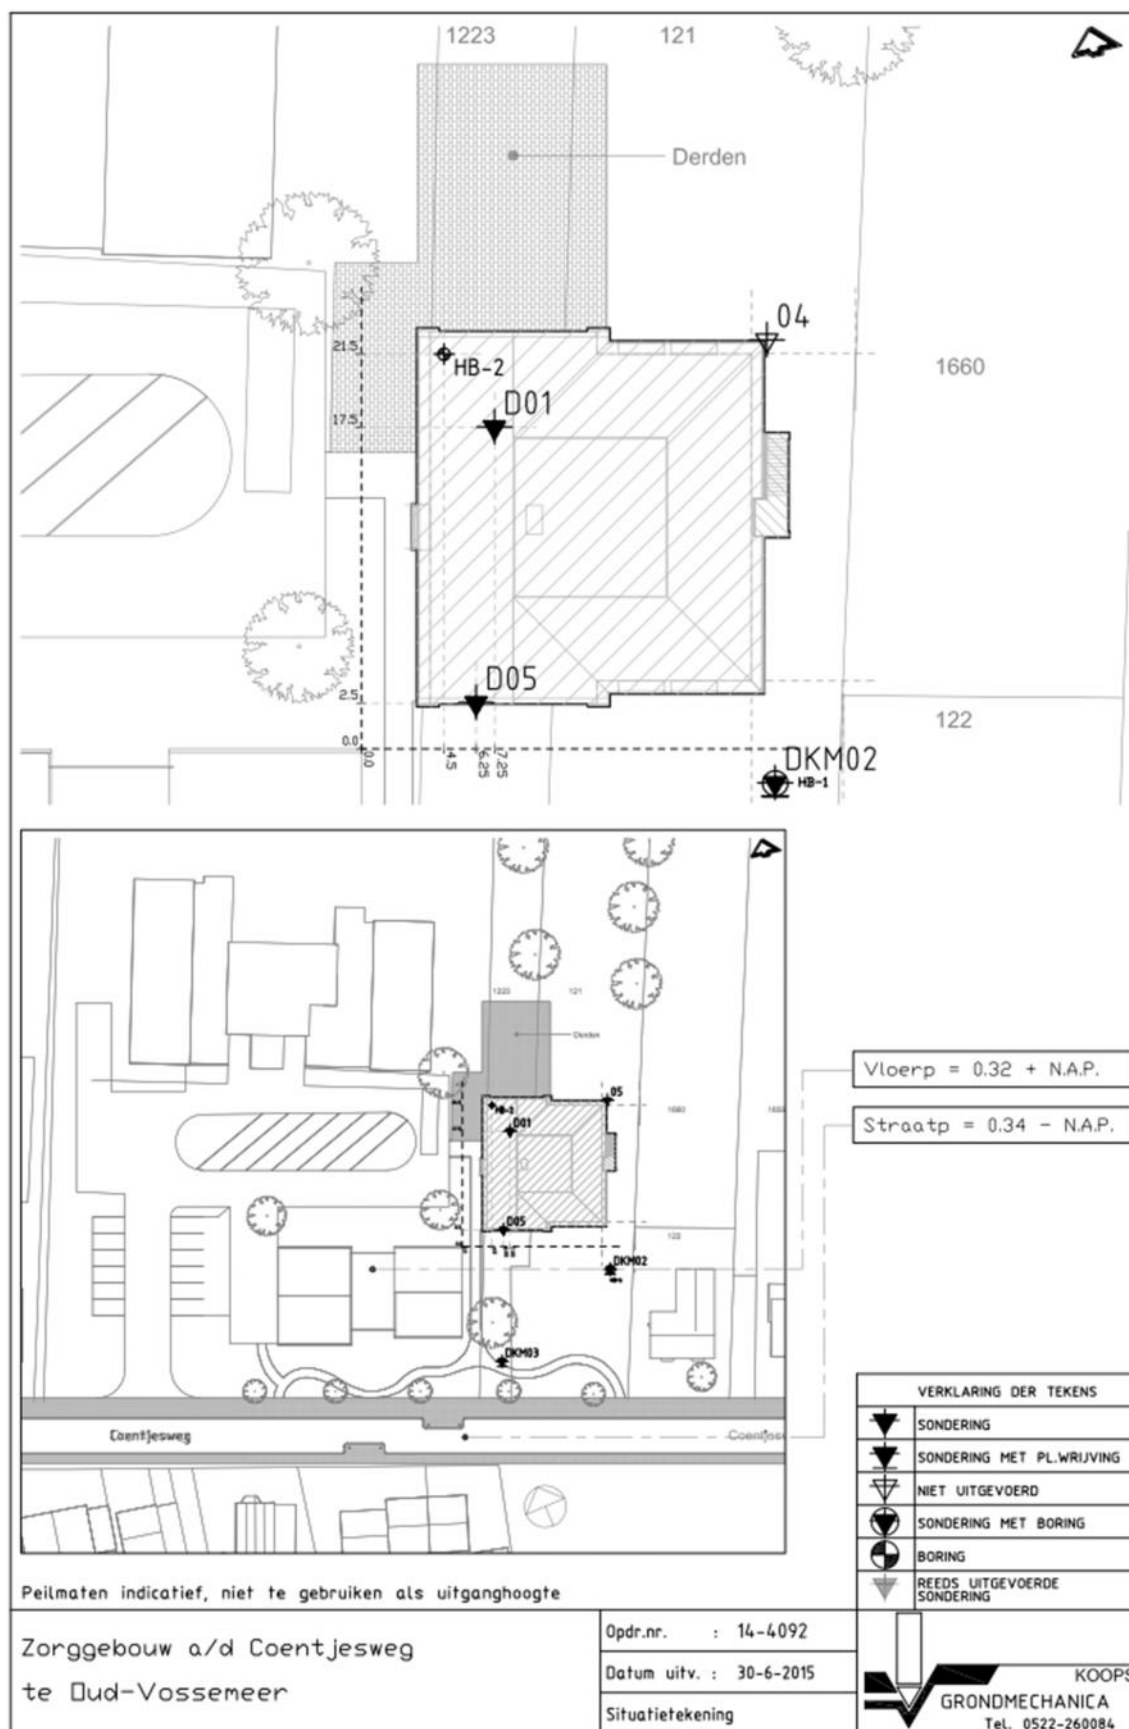 1223
121
Derden
04
1660
21.5
HB-2
D01
17.5
D05
2.5
122
0.0
0.0
4.5
6.25
7.25
DKM02
HB-1
1223
121
Derden
05
HB-2
D01
1660
D05
122
DKM02
DKM03
Coentjesweg
Vloerp = 0.32 + N.A.P.
Straatp = 0.34 - N.A.P.
VERKLARING DER TEKENS
SONDERING
SONDERING MET PL.WRIJVING
NIET UITGEVOERD
SONDERING MET BORING
BORING
REEDS UITGEVOERDE
SONDERING
Peilmaten indicatief, niet te gebruiken als uitganghoogte
Zorggebouw a/d Coentjesweg
te Oud-Vossemeer
Opdr.nr. : 14-4092
Datum uitv. : 30-6-2015
Situatietekening
KOOPS
GRONDMECHANICA
Tel. 0522-260084